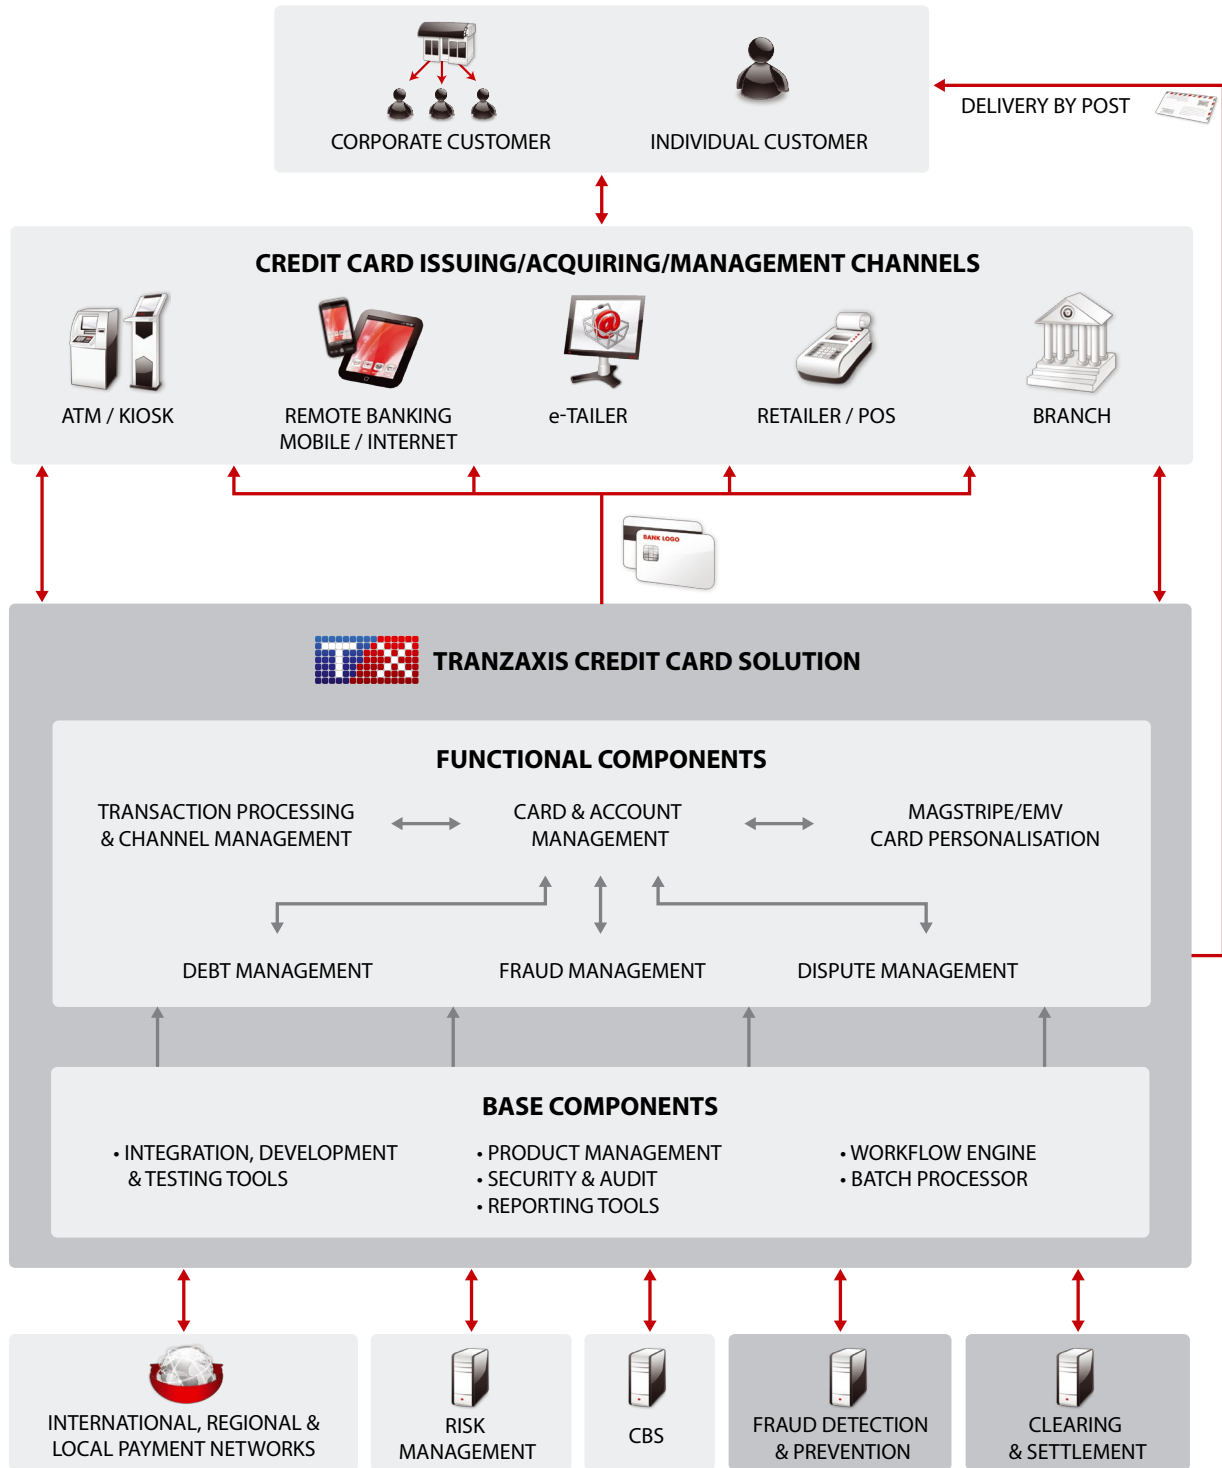 DELIVERY BY POST
CORPORATE CUSTOMER
INDIVIDUAL CUSTOMER
CREDIT CARD ISSUING/ACQUIRING/MANAGEMENT CHANNELS
ATM / KIOSK
REMOTE BANKING
MOBILE / INTERNET
e-TAILER
RETAILER / POS
BRANCH
BANK LOGO
TX
TRANZAXIS CREDIT CARD SOLUTION
FUNCTIONAL COMPONENTS
TRANSACTION PROCESSING
& CHANNEL MANAGEMENT
CARD & ACCOUNT
MANAGEMENT
MAGSTRIPE/EMV
CARD PERSONALISATION
DEBT MANAGEMENT
FRAUD MANAGEMENT
DISPUTE MANAGEMENT
BASE COMPONENTS
• INTEGRATION, DEVELOPMENT
& TESTING TOOLS
• PRODUCT MANAGEMENT
• SECURITY & AUDIT
• REPORTING TOOLS
• WORKFLOW ENGINE
• BATCH PROCESSOR
INTERNATIONAL, REGIONAL &
LOCAL PAYMENT NETWORKS
RISK
MANAGEMENT
CBS
FRAUD DETECTION
& PREVENTION
CLEARING
& SETTLEMENT